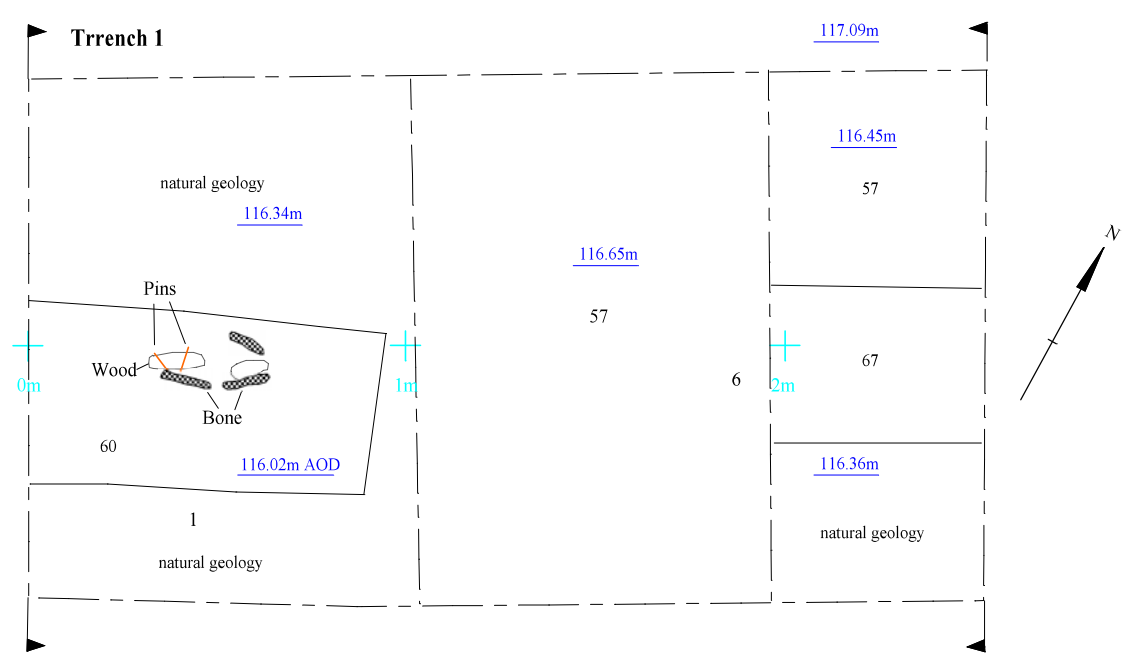 Trrench 1
117.09m
116.45m
57
natural geology
116.34m
N
116.65m
57
Pins
Wood
0m
1m
6
2m
67
Bone
60
116.02m AOD
116.36m
1
natural geology
natural geology